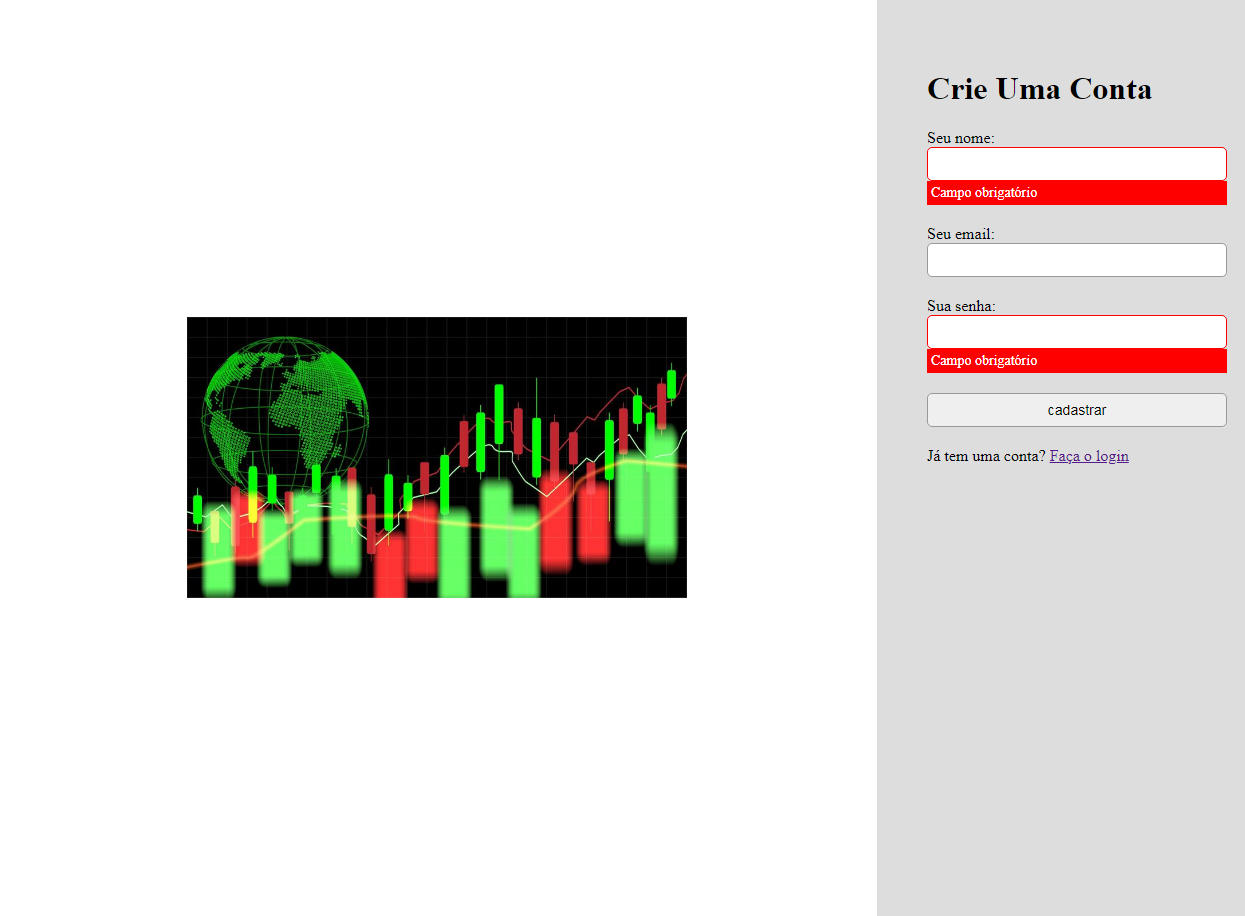 Crie Uma Conta
Seu nome:
Campo obrigatório
Seu email:
Sua senha:
Campo obrigatório
cadastrar
Já tem uma conta? Faça o login